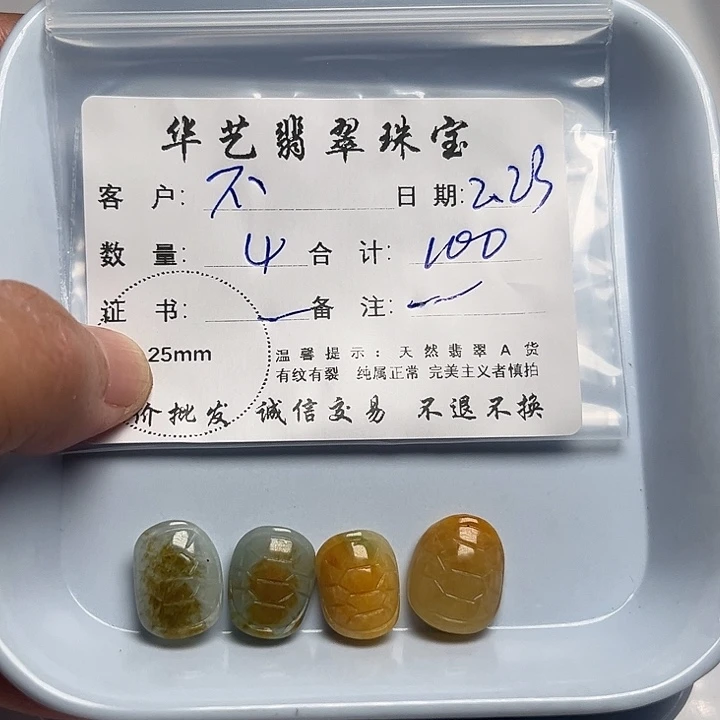 华艺翡翠珠宝
客 户: 不 日 期: 2.23
数 量: 4 合 计: 100
证 书: 备 注:
25mm
温馨提示：天然翡翠A货
有纹有裂 纯属正常 完美主义者慎拍
价批发 诚信交易 不退不换